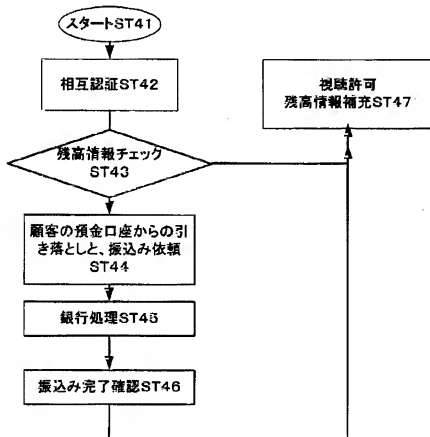 スタートST41
相互認証ST42
視聴許可
残高情報補充ST47
残高情報チェック
ST43
顧客の預金口座からの引
き落としと、振込み依頼
ST44
銀行処理ST45
振込み完了確認ST46